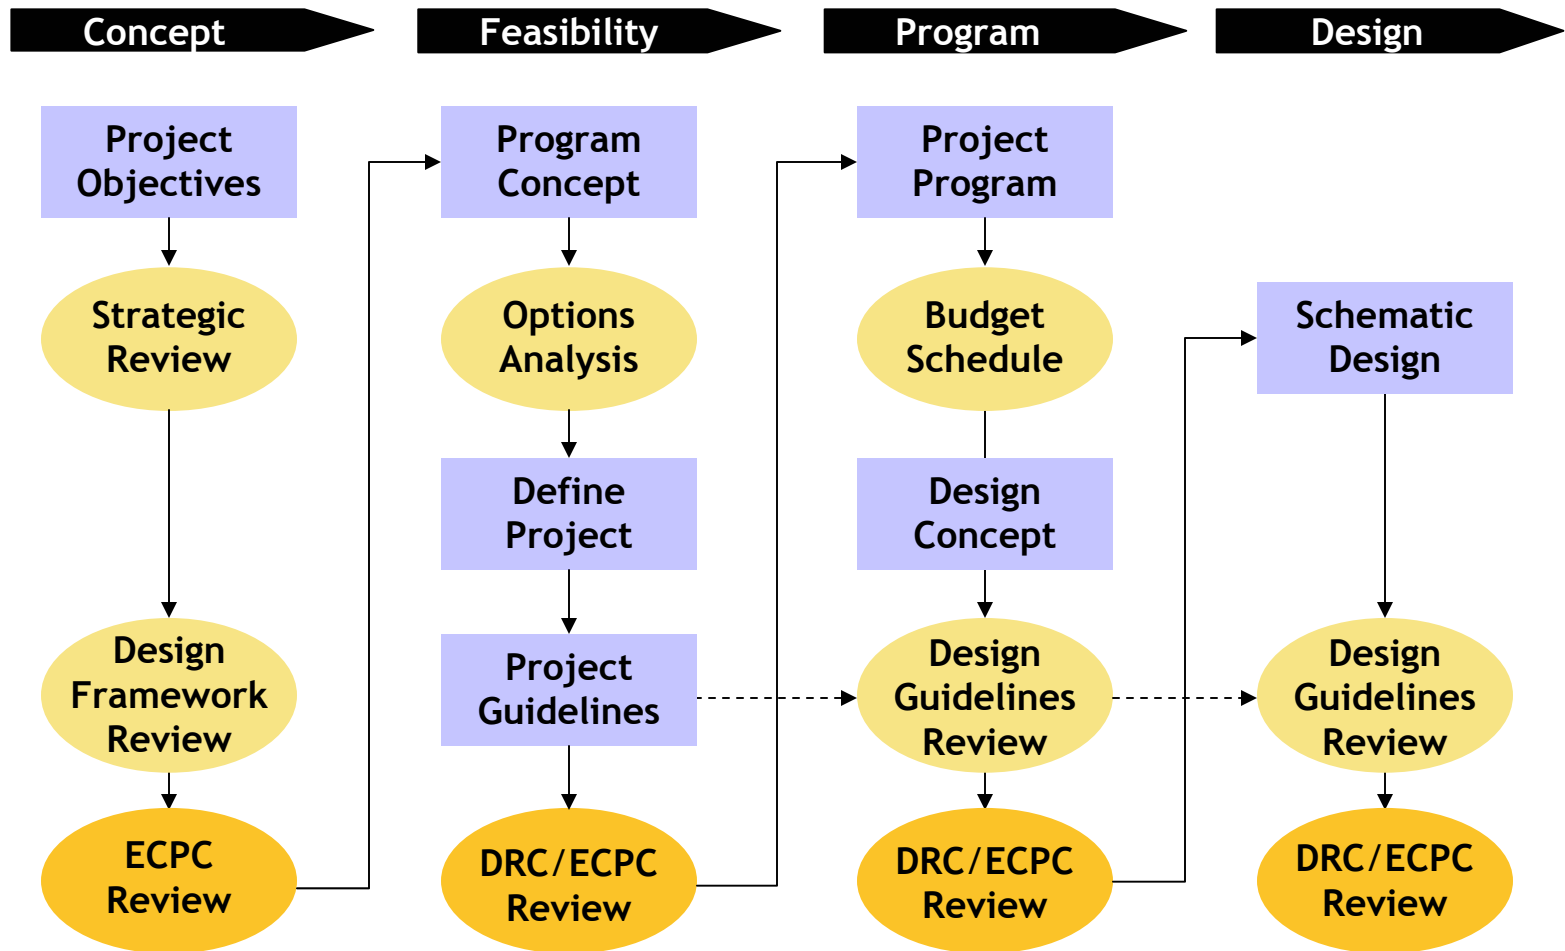 Concept
Feasibility
Program
Design
Project
Objectives
Strategic
Review
Design
Framework
Review
ECPC
Review
Program
Concept
Options
Analysis
Define
Project
Project
Guidelines
DRC/ECPC
Review
Project
Program
Budget
Schedule
Design
Concept
Design
Guidelines
Review
DRC/ECPC
Review
Schematic
Design
Design
Guidelines
Review
DRC/ECPC
Review